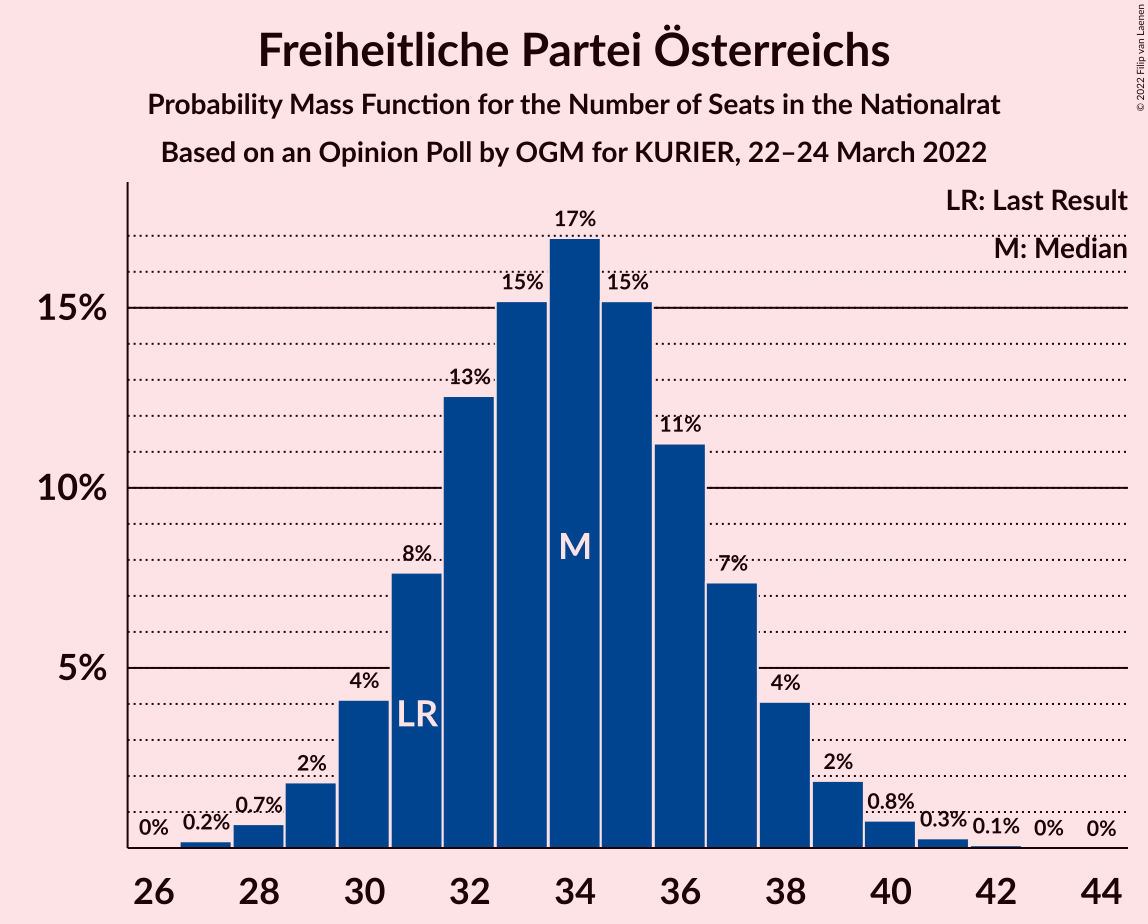 Freiheitliche Partei Österreichs
Probability Mass Function for the Number of Seats in the Nationalrat
Based on an Opinion Poll by OGM for KURIER, 22–24 March 2022
© 2022 Filip van Laenen
LR: Last Result
M: Median
17%
15% 15%
15%
13%
11%
10%
8% 7%
M
5%
4% 4%
LR
2% 2%
0% 0.2% 0.7% 0.8% 0.3% 0.1% 0% 0%
26 28 30 32 34 36 38 40 42 44